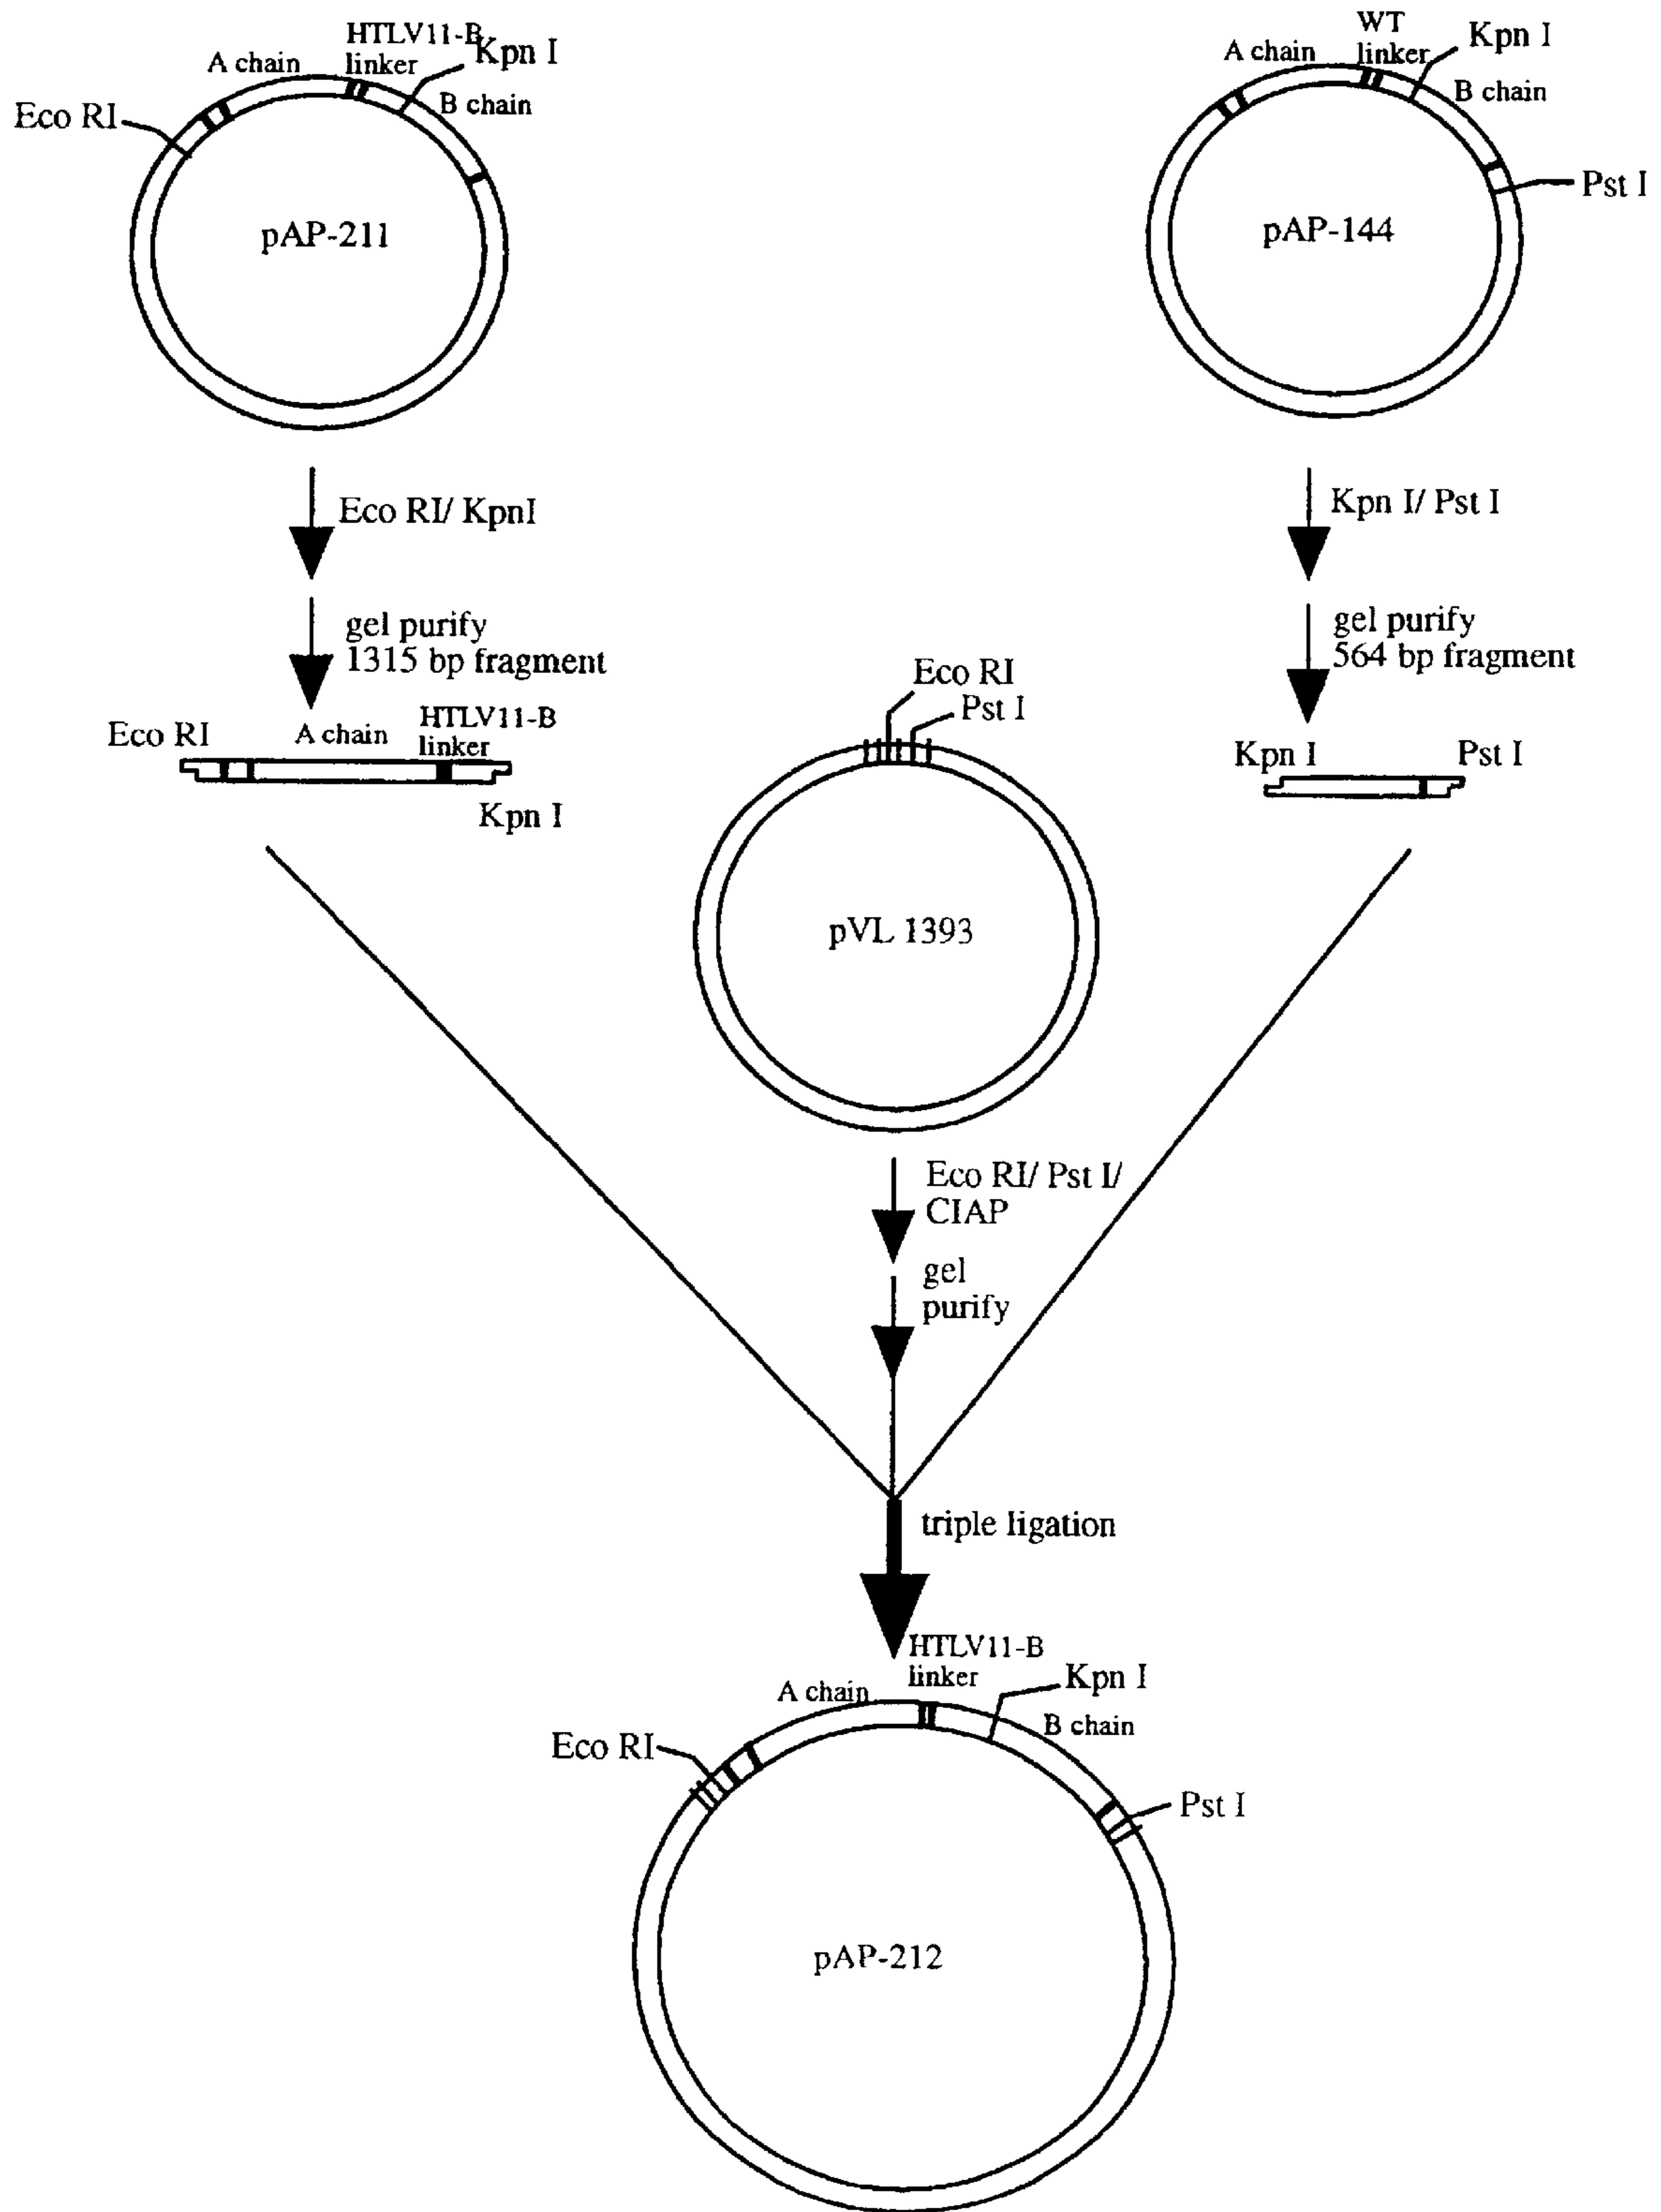 HTLV11-B
linker
Kpn I
A chain
B chain
Eco RI
pAP-211
WT
linker
Kpn I
A chain
B chain
Pst I
pAP-144
Eco RI/ KpnI
Kpn I/ Pst I
gel purify
1315 bp fragment
gel purify
564 bp fragment
Eco RI
A chain
HTLV11-B
linker
Kpn I
Eco RI
Pst I
Kpn I
Pst I
pVL 1393
Eco RI/ Pst I/
CIAP
gel
purify
triple ligation
HTLV11-B
linker
Kpn I
A chain
B chain
Eco RI
Pst I
pAP-212